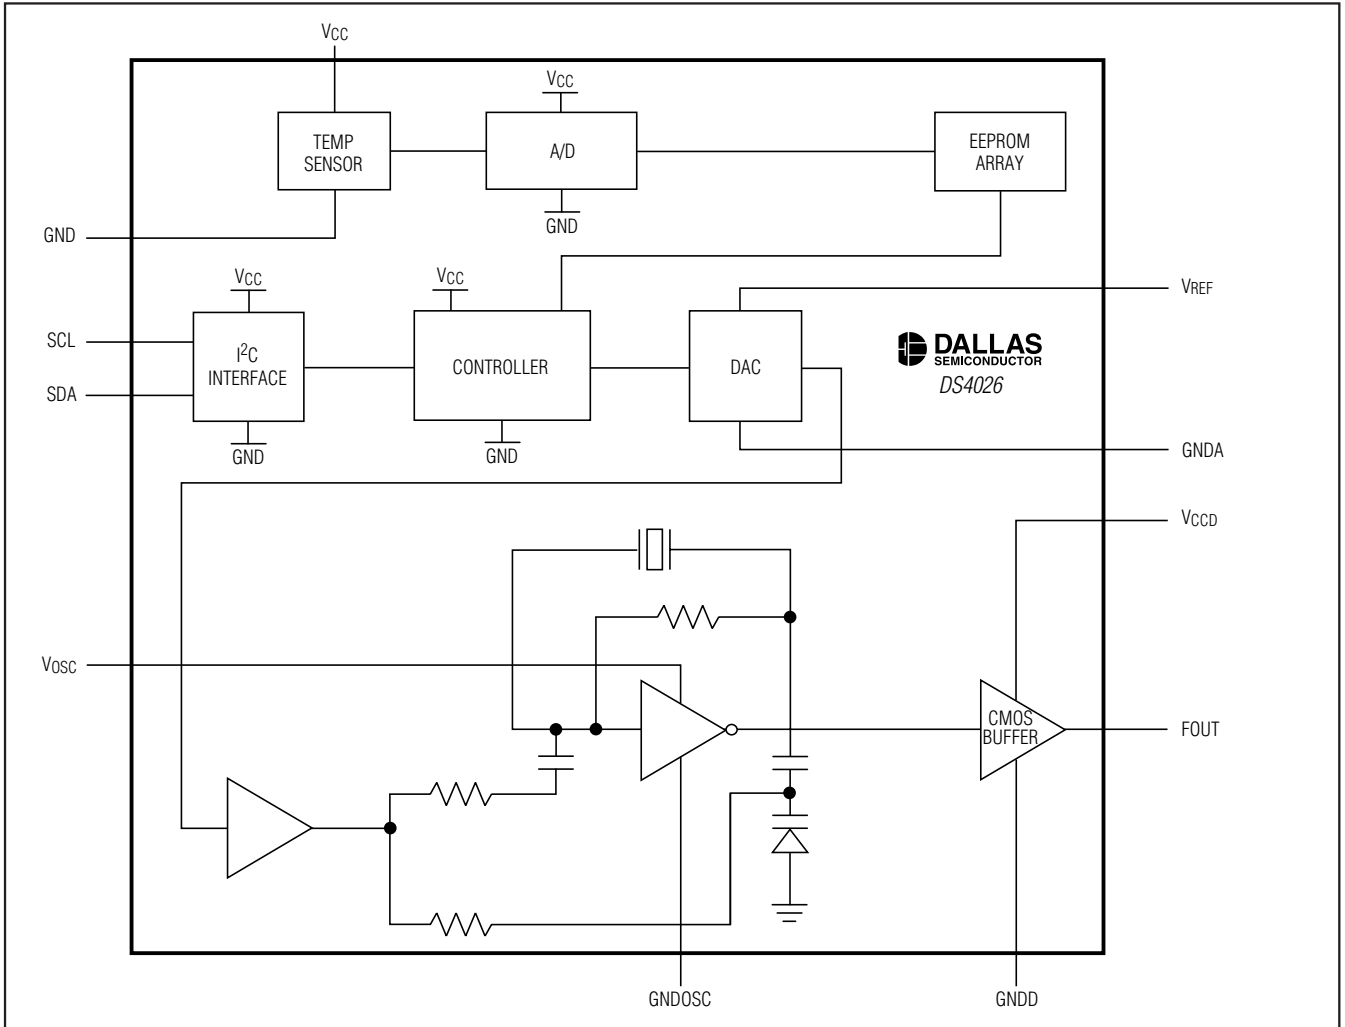 VCC
TEMP
SENSOR
VCC
A/D
GND
EEPROM
ARRAY
GND
VCC
VCC
VREF
SCL
SDA
I²C
INTERFACE
GND
CONTROLLER
GND
DAC
DALLAS
SEMICONDUCTOR
DS4026
GNDA
VCCD
VOSC
CMOS
BUFFER
FOUT
GNDOSC
GNDD